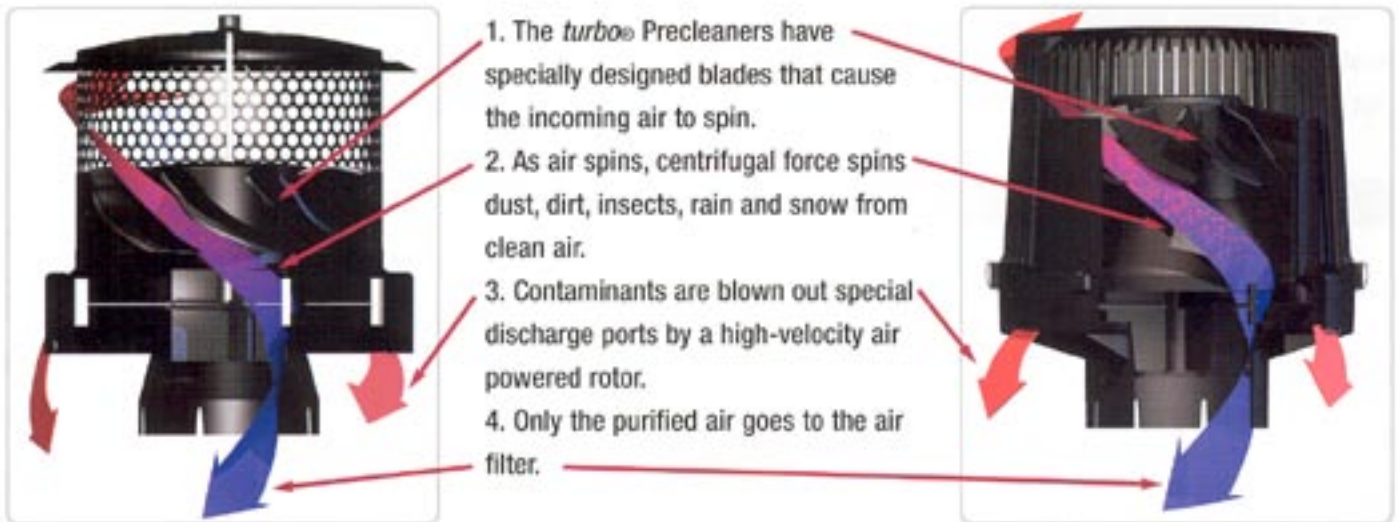 1. The turbo® Precleaners have
specially designed blades that cause
the incoming air to spin.
2. As air spins, centrifugal force spins
dust, dirt, insects, rain and snow from
clean air.
3. Contaminants are blown out special
discharge ports by a high-velocity air
powered rotor.
4. Only the purified air goes to the air
filter.